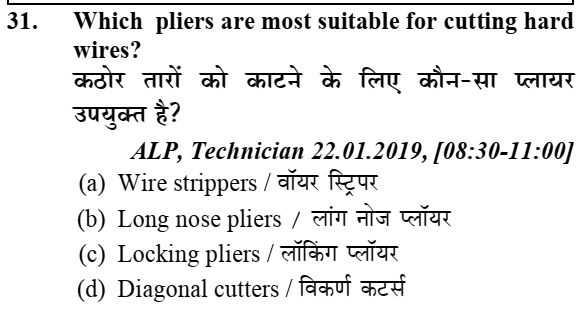 31. Which pliers are most suitable for cutting hard
wires?
कठोर तारों को काटने के लिए कौन-सा प्लायर
उपयुक्त है?
ALP, Technician 22.01.2019, [08:30-11:00]
(a) Wire strippers / वॉयर स्ट्रिपर
(b) Long nose pliers / लांग नोज प्लॉयर
(c) Locking pliers / लॉकिंग प्लॉयर
(d) Diagonal cutters / विकर्ण कटर्स